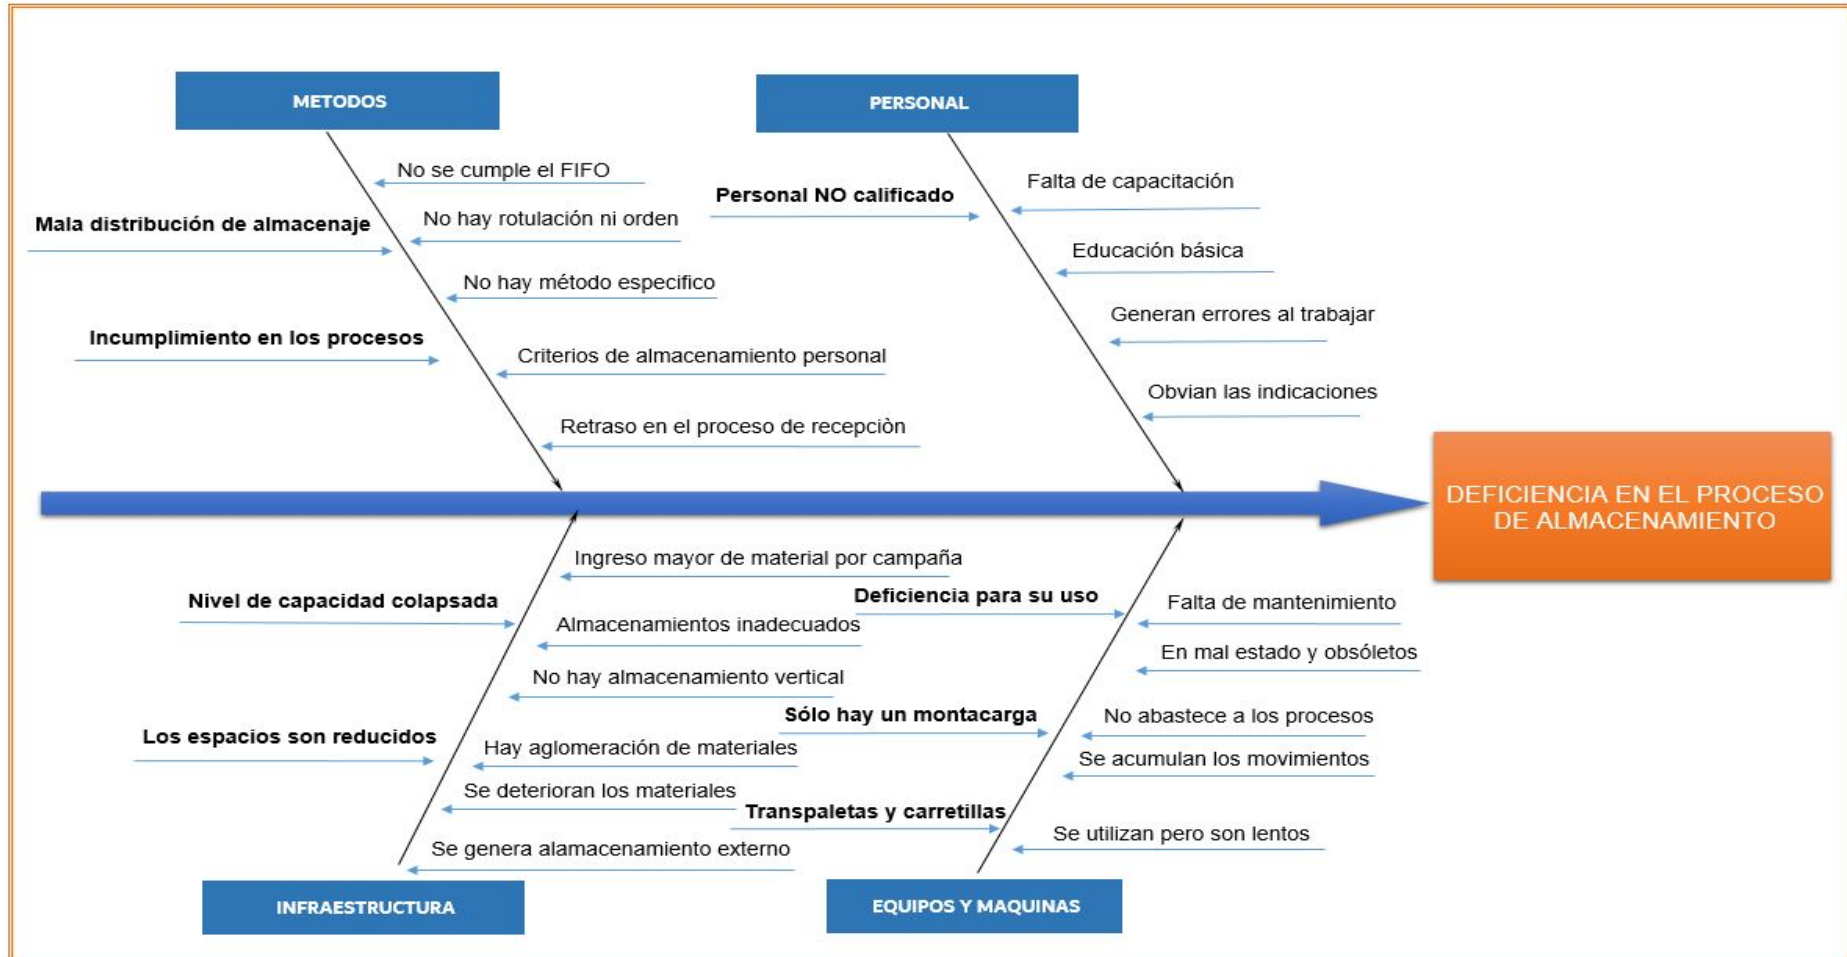 METODOS
PERSONAL
No se cumple el FIFO
Mala distribución de almacenaje
No hay rotulación ni orden
No hay método especifico
Incumplimiento en los procesos
Criterios de almacenamiento personal
Retraso en el proceso de recepciòn
Personal NO calificado
Falta de capacitación
Educación básica
Generan errores al trabajar
Obvian las indicaciones
DEFICIENCIA EN EL PROCESO
DE ALMACENAMIENTO
Ingreso mayor de material por campaña
Nivel de capacidad colapsada
Almacenamientos inadecuados
No hay almacenamiento vertical
Los espacios son reducidos
Hay aglomeración de materiales
Se deterioran los materiales
Se genera alamacenamiento externo
Deficiencia para su uso
Falta de mantenimiento
En mal estado y obsóletos
Sólo hay un montacarga
No abastece a los procesos
Se acumulan los movimientos
Transpaletas y carretillas
Se utilizan pero son lentos
INFRAESTRUCTURA
EQUIPOS Y MAQUINAS